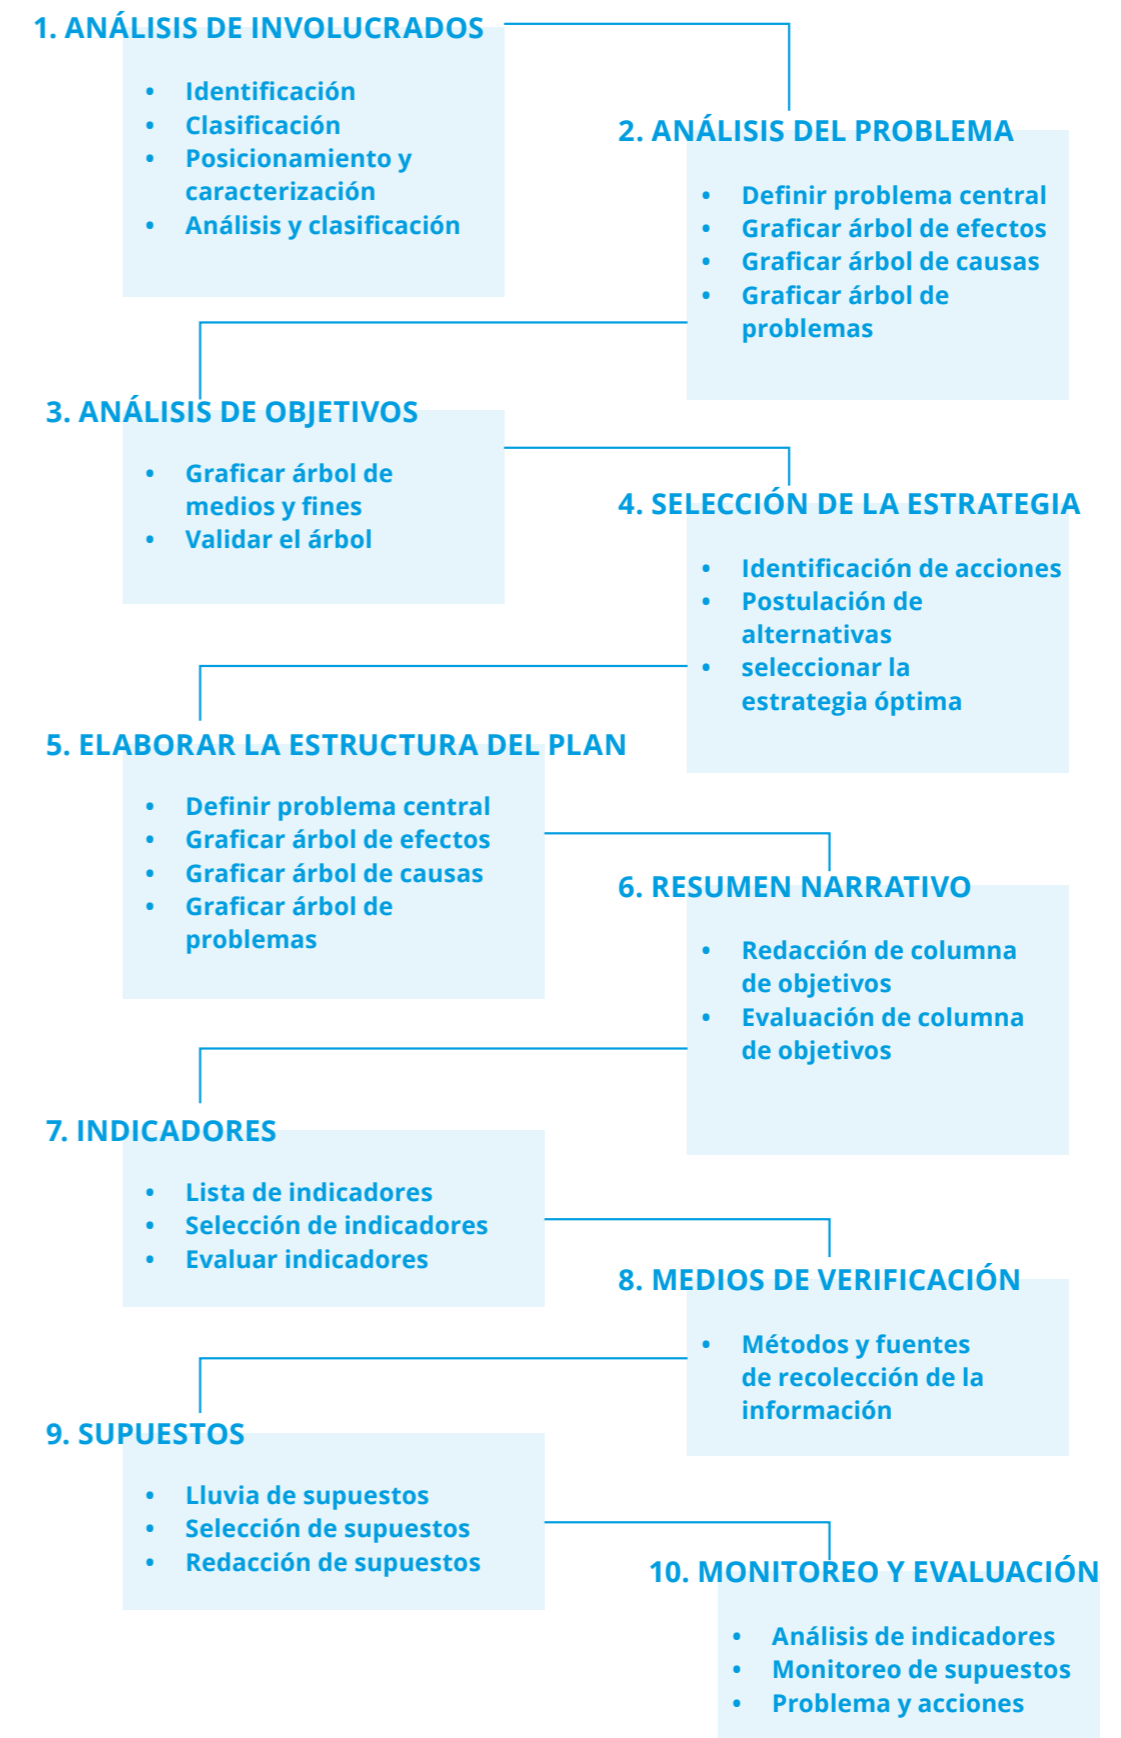 1. ANÁLISIS DE INVOLUCRADOS
• Identificación
• Clasificación
• Posicionamiento y
caracterización
• Análisis y clasificación
2. ANÁLISIS DEL PROBLEMA
• Definir problema central
• Graficar árbol de efectos
• Graficar árbol de causas
• Graficar árbol de
problemas
3. ANÁLISIS DE OBJETIVOS
• Graficar árbol de
medios y fines
• Validar el árbol
4. SELECCIÓN DE LA ESTRATEGIA
• Identificación de acciones
• Postulación de
alternativas
• seleccionar la
estrategia óptima
5. ELABORAR LA ESTRUCTURA DEL PLAN
• Definir problema central
• Graficar árbol de efectos
• Graficar árbol de causas
• Graficar árbol de
problemas
6. RESUMEN NARRATIVO
• Redacción de columna
de objetivos
• Evaluación de columna
de objetivos
7. INDICADORES
• Lista de indicadores
• Selección de indicadores
• Evaluar indicadores
8. MEDIOS DE VERIFICACIÓN
• Métodos y fuentes
de recolección de la
información
9. SUPUESTOS
• Lluvia de supuestos
• Selección de supuestos
• Redacción de supuestos
10. MONITOREO Y EVALUACIÓN
• Análisis de indicadores
• Monitoreo de supuestos
• Problema y acciones